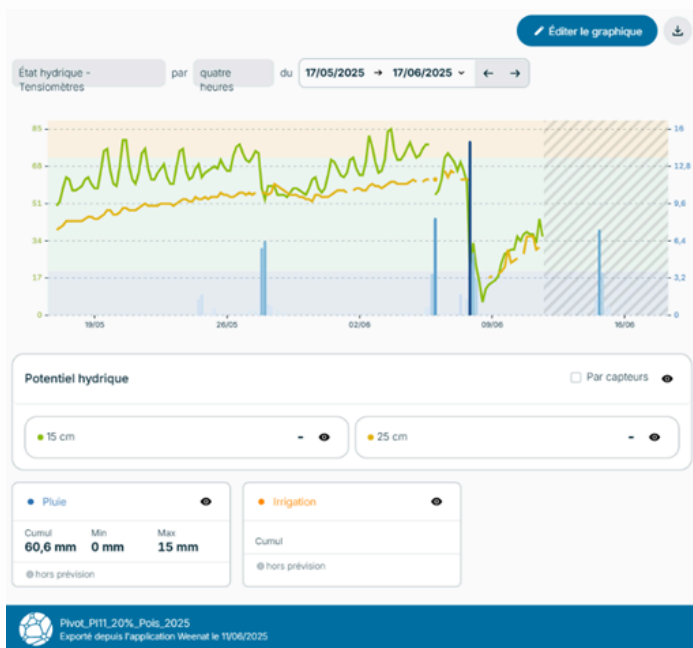 Éditer le graphique
État hydrique - Tensiomètres par quatre heures du 17/05/2025 → 17/06/2025 ← →
85 16
68 12,8
51 9,6
34 6,4
17 3,2
0 0
19/05 26/05 02/06 09/06 16/06
Potentiel hydrique Par capteurs
15 cm - 25 cm -
Pluie Irrigation
Cumul Min Max
60,6 mm 0 mm 15 mm
Cumul
hors prévision hors prévision
Pivot_PI11_20%_Pois_2025
Exporté depuis l'application Weenat le 11/06/2025